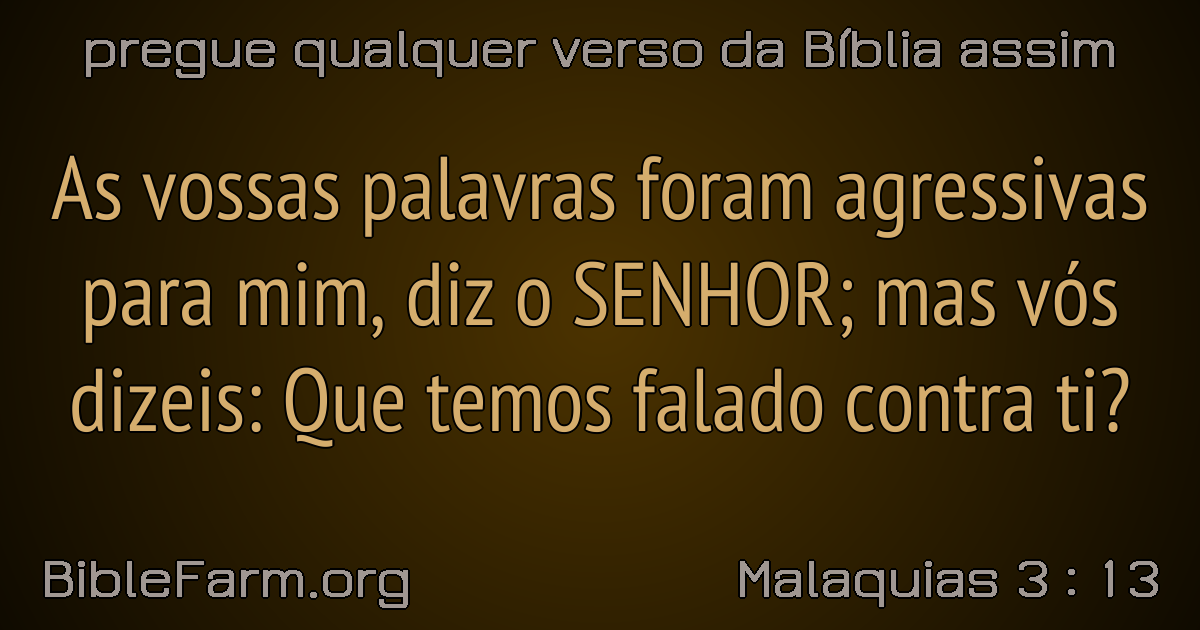 pregue qualquer verso da Bíblia assim
As vossas palavras foram agressivas
para mim, diz o SENHOR; mas vós
dizeis: Que temos falado contra ti?
BibleFarm.org
Malaquias 3 : 13